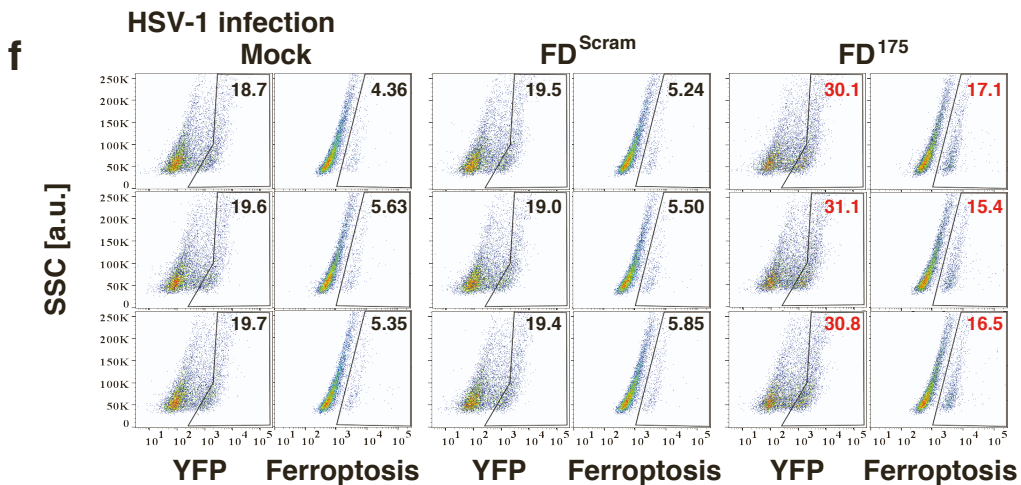 HSV-1 infection
f
Mock FD^Scram FD^175
250K 18.7 4.36 19.5 5.24 30.1 17.1
200K
150K
100K
50K
0
250K 19.6 5.63 19.0 5.50 31.1 15.4
200K
150K
100K
50K
0
250K 19.7 5.35 19.4 5.85 30.8 16.5
200K
150K
100K
50K
0
SSC [a.u.]
10^1 10^2 10^3 10^4 10^5 10^1 10^2 10^3 10^4 10^5 10^1 10^2 10^3 10^4 10^5 10^1 10^2 10^3 10^4 10^5 10^1 10^2 10^3 10^4 10^5 10^1 10^2 10^3 10^4 10^5
YFP Ferroptosis YFP Ferroptosis YFP Ferroptosis